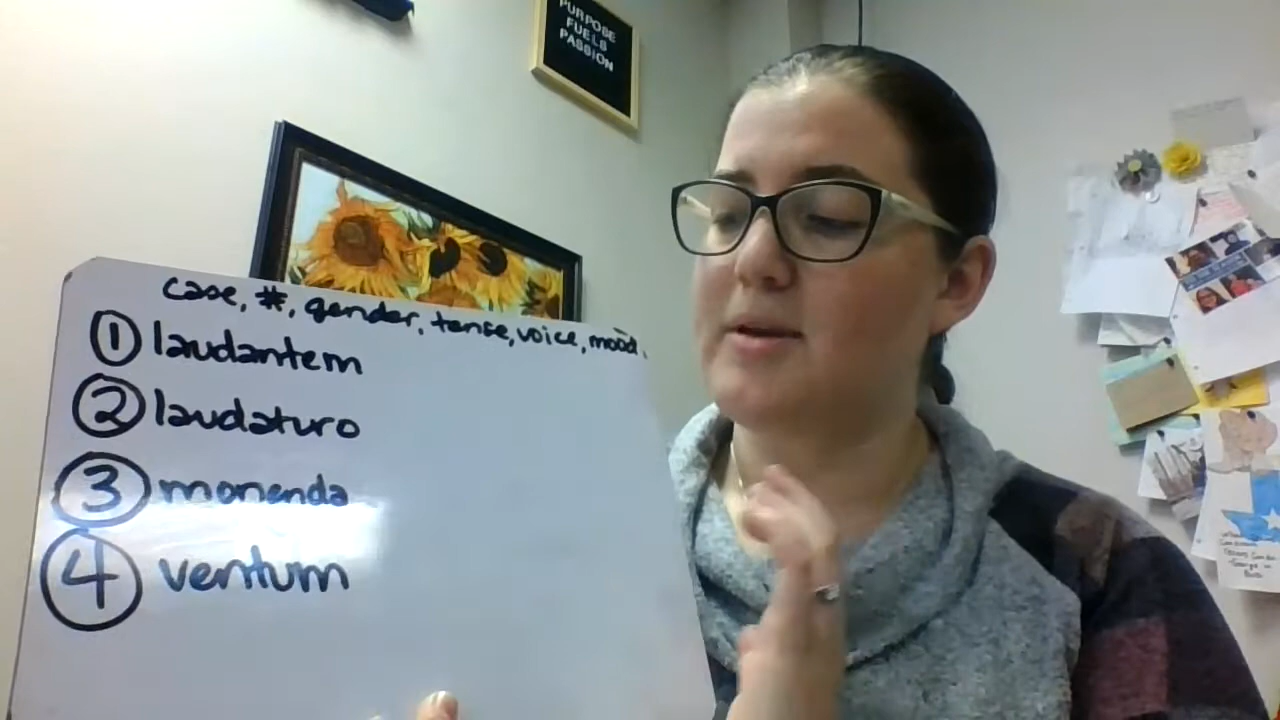 PURPOSE
FUELS
PASSION
case, #, gender, tense, voice, mood.
① laudantem
② laudaturo
③ monenda
④ ventum